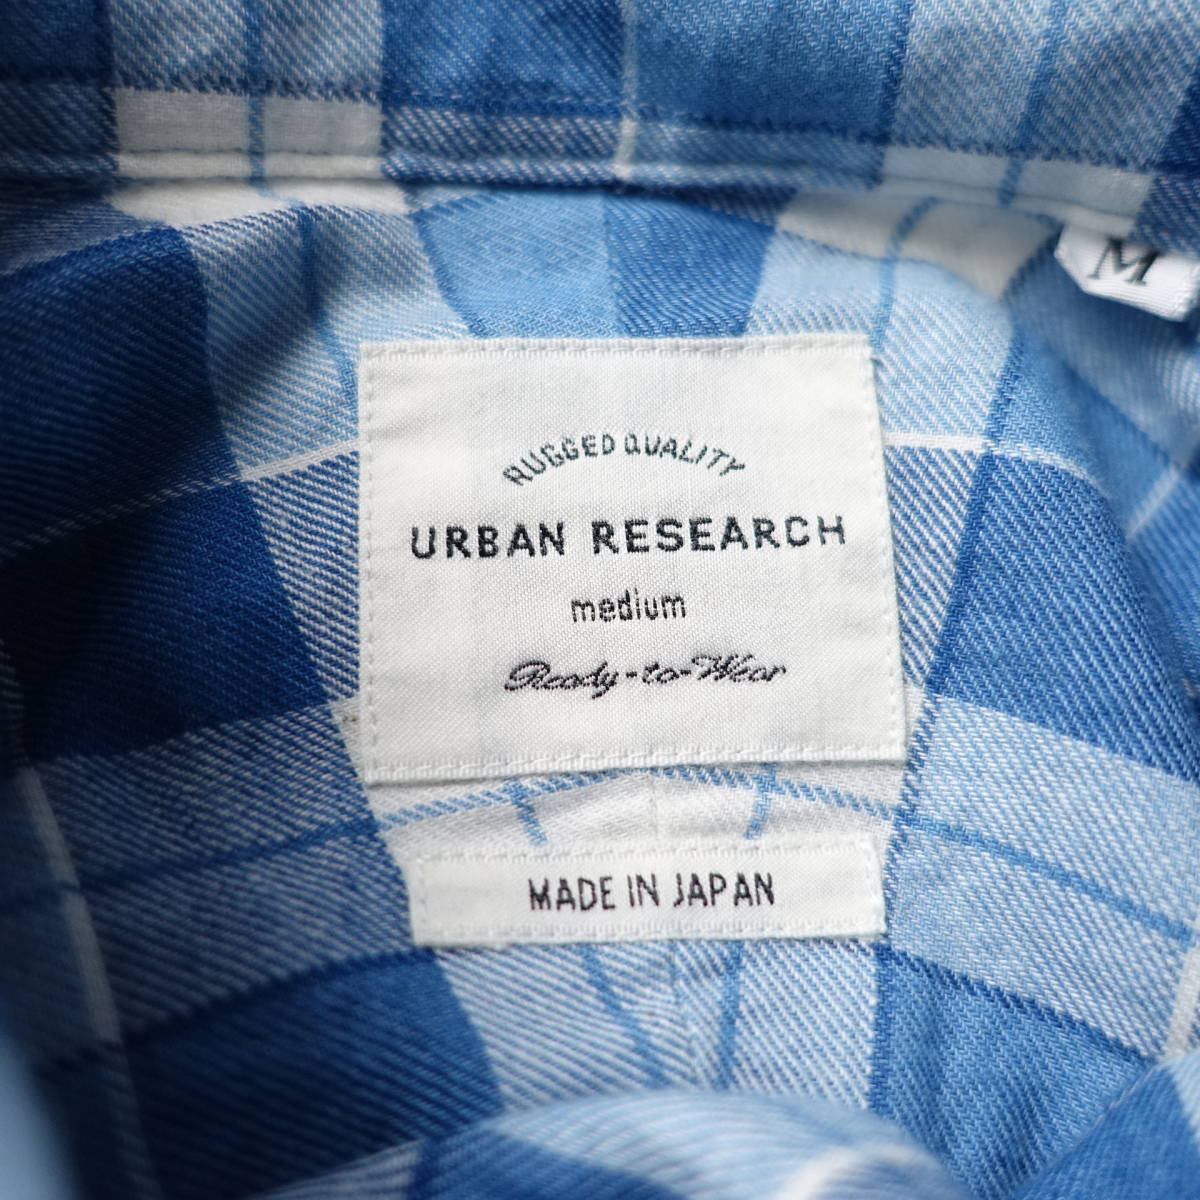 M
RUGGED QUALITY
URBAN RESEARCH
medium
Ready-to-Wear
MADE IN JAPAN